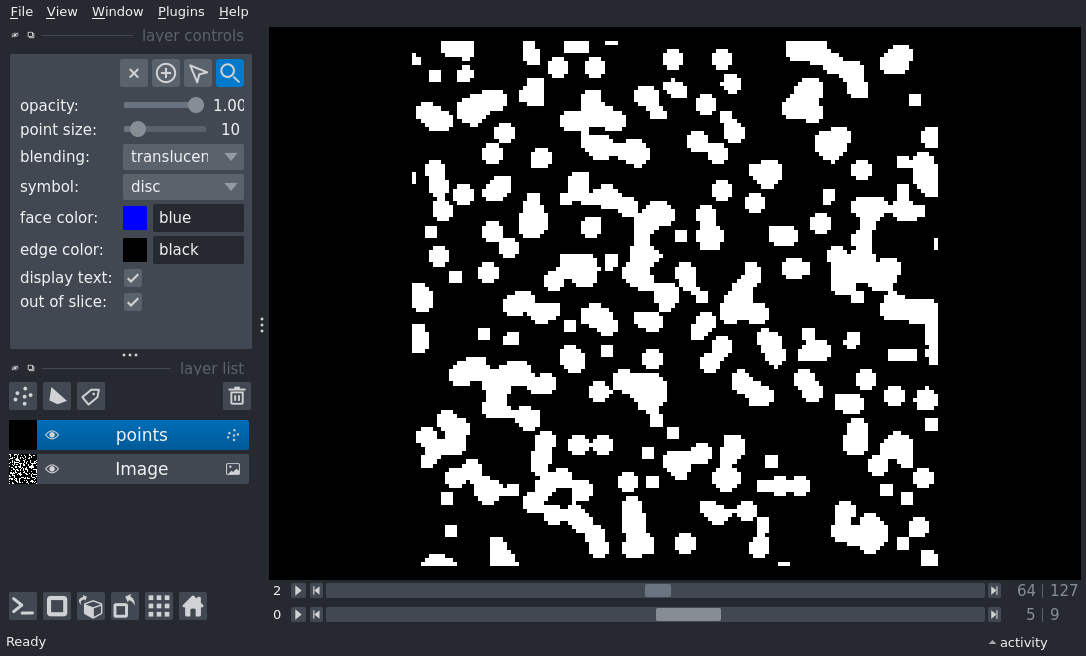 File View Window Plugins Help
layer controls
opacity: 1.00
point size: 10
blending: translucen
symbol: disc
face color: blue
edge color: black
display text:
out of slice:
layer list
points
Image
2 64 | 127
0 5 | 9
Ready activity